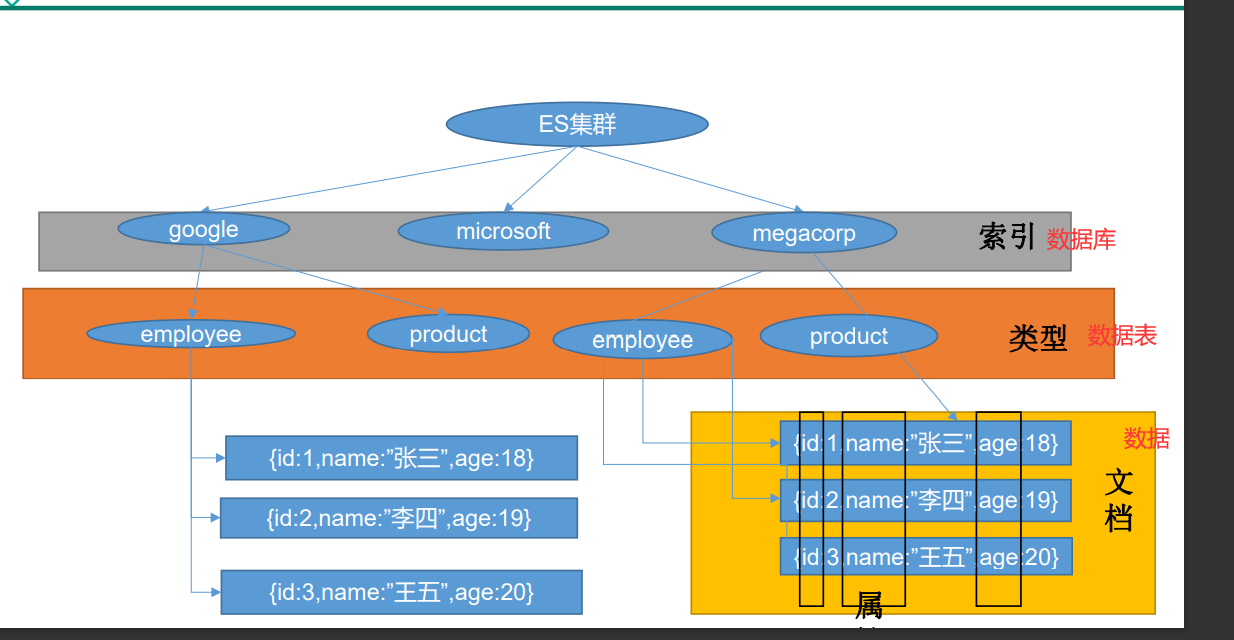 ES集群
google
microsoft
megacorp
索引 数据库
employee
product
employee
product
类型 数据表
{id:1,name:”张三”,age:18}
{id:2,name:”李四”,age:19}
{id:3,name:”王五”,age:20}
{id:1,name:”张三”,age:18}
{id:2,name:”李四”,age:19}
{id:3,name:”王五”,age:20}
数据
文
档
属